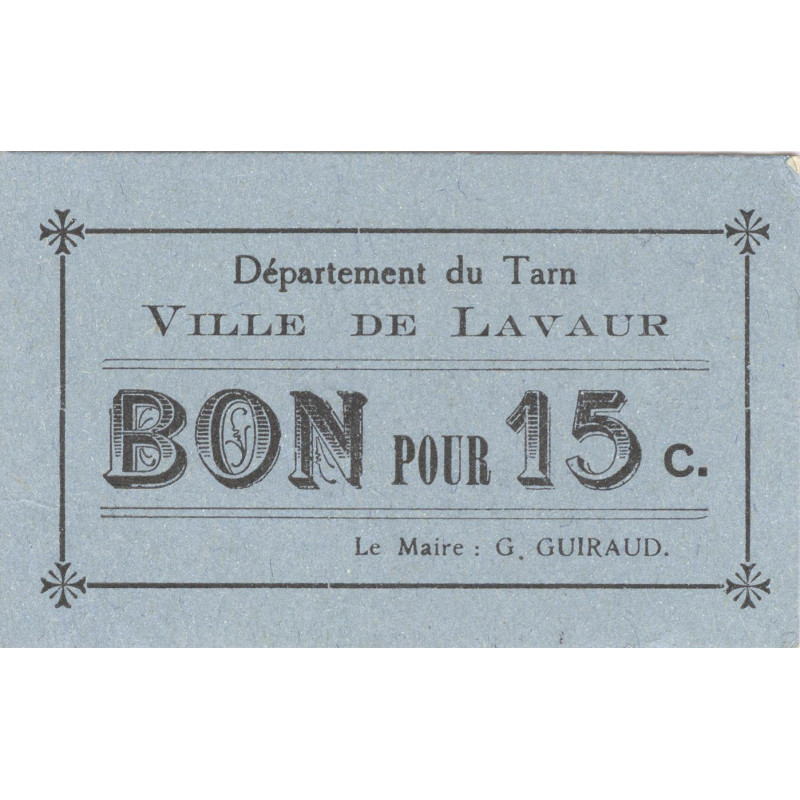 Département du Tarn
VILLE DE LAVAUR
BON POUR 15 C.
Le Maire : G. GUIRAUD.